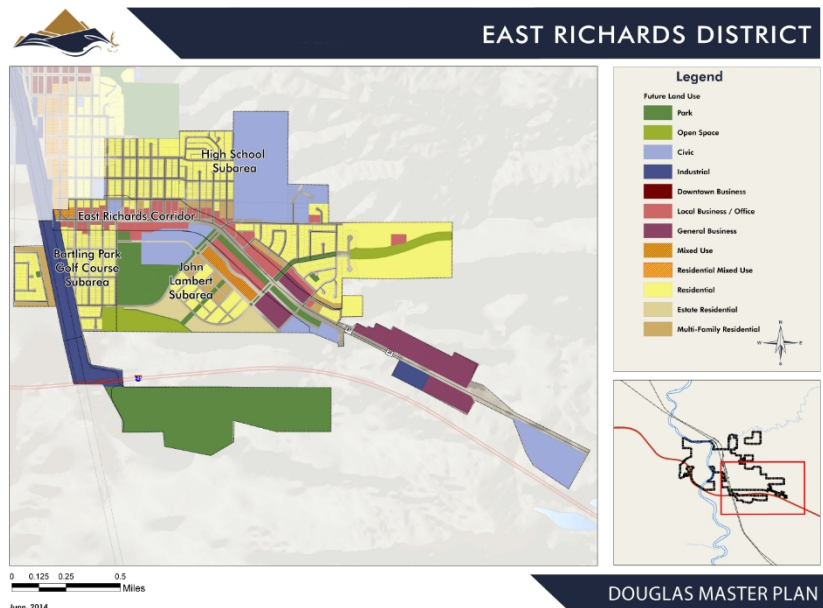 EAST RICHARDS DISTRICT
High School
Subarea
East Richards Corridor
Bartling Park
Golf Course
Subarea
John
Lambert
Subarea
Legend
Future Land Use
Park
Open Space
Civic
Industrial
Downtown Business
Local Business / Office
General Business
Mixed Use
Residential Mixed Use
Residential
Estate Residential
Multi-Family Residential
N
W
E
S
0 0.125 0.25 0.5
Miles
June, 2014
DOUGLAS MASTER PLAN